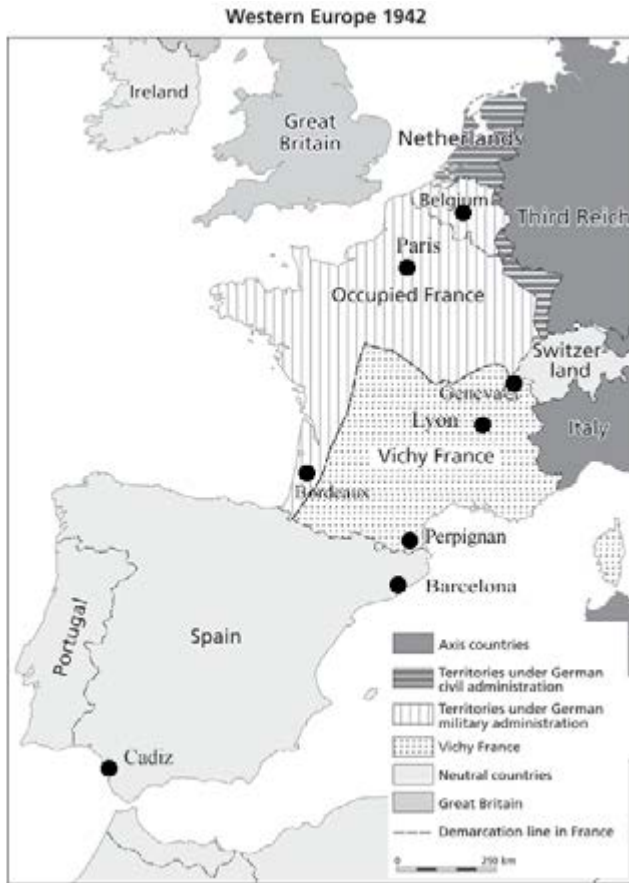 Western Europe 1942
Ireland
Great
Britain
Netherlands
Belgium
Third Reich
Paris
Occupied France
Switzer-
land
Lyon
Italy
Vichy France
Bordeaux
Perpignan
Barcelona
Portugal
Spain
Cadiz
Axis countries
Territories under German
civil administration
Territories under German
military administration
Vichy France
Neutral countries
Great Britain
Demarcation line in France
0
250 km